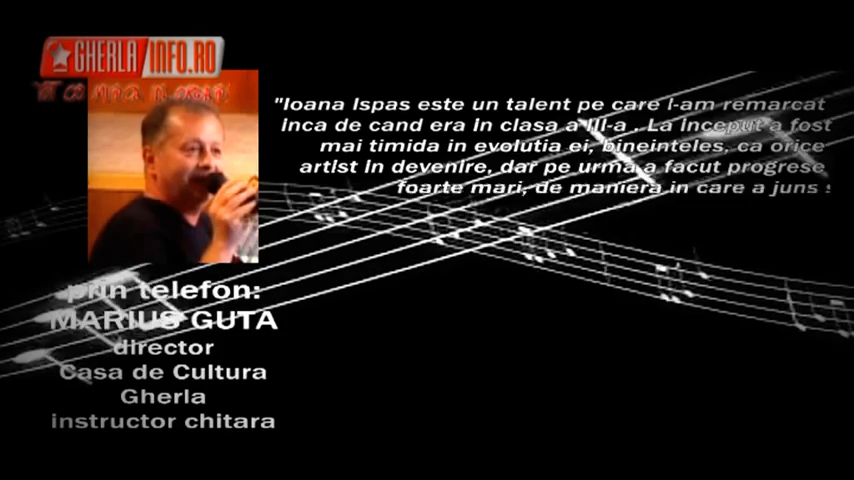 GHERLA INFO.RO
"Ioana Ispas este un talent pe care l-am remarcat
inca de cand era in clasa a III-a . La inceput a fost
mai timida in evolutia ei, bineinteles, ca orice
artist in devenire, dar pe urma a facut progrese
foarte mari, de maniera in care a juns
prin telefon:
MARIUS GUTA
director
Casa de Cultura
Gherla
instructor chitara